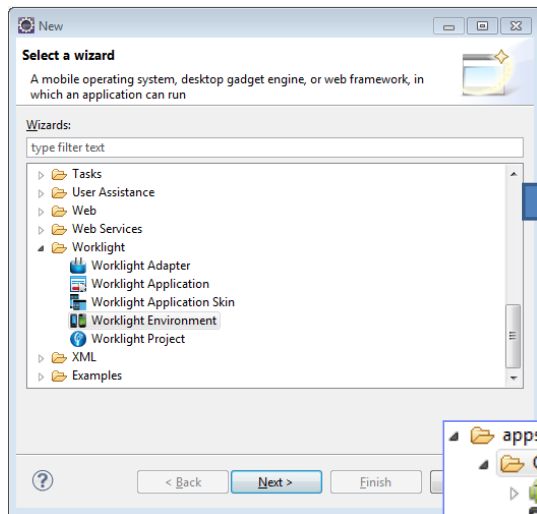 New
Select a wizard
A mobile operating system, desktop gadget engine, or web framework, in
which an application can run
Wizards:
type filter text
Tasks
User Assistance
Web
Web Services
Worklight
Worklight Adapter
Worklight Application
Worklight Application Skin
Worklight Environment
Worklight Project
XML
Examples
apps
< Back
Next >
Finish